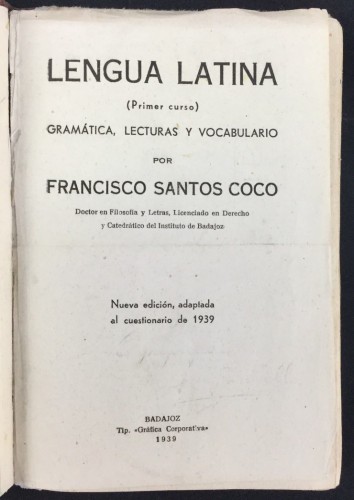 LENGUA LATINA
(Primer curso)
GRAMÁTICA, LECTURAS Y VOCABULARIO
POR
FRANCISCO SANTOS COCO
Doctor en Filosofía y Letras, Licenciado en Derecho
y Catedrático del Instituto de Badajoz
Nueva edición, adaptada
al cuestionario de 1939
BADAJOZ
Tip. «Gráfica Corporativa»
1939